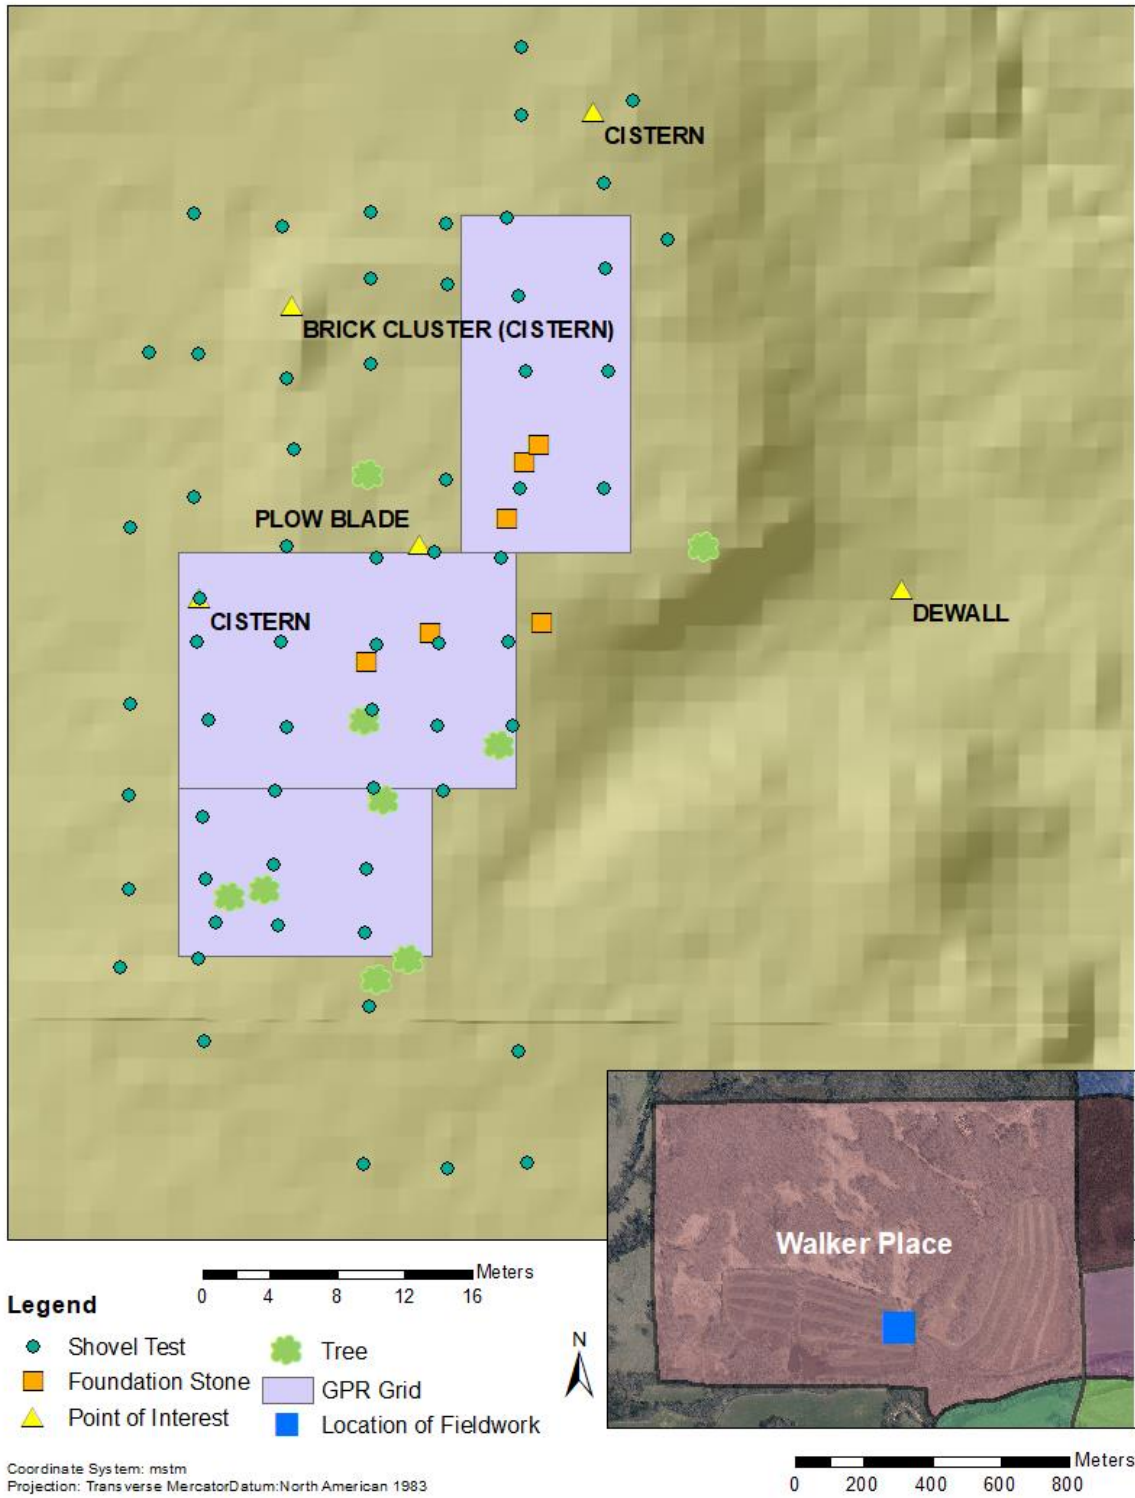 CISTERN
BRICK CLUSTER (CISTERN)
PLOW BLADE
CISTERN
DEWALL
Walker Place
Meters
0 4 8 12 16
Legend
Shovel Test
Foundation Stone
Point of Interest
Tree
GPR Grid
Location of Fieldwork
N
Meters
0 200 400 600 800
Coordinate System: mstm
Projection: Transverse MercatorDatum:North American 1983